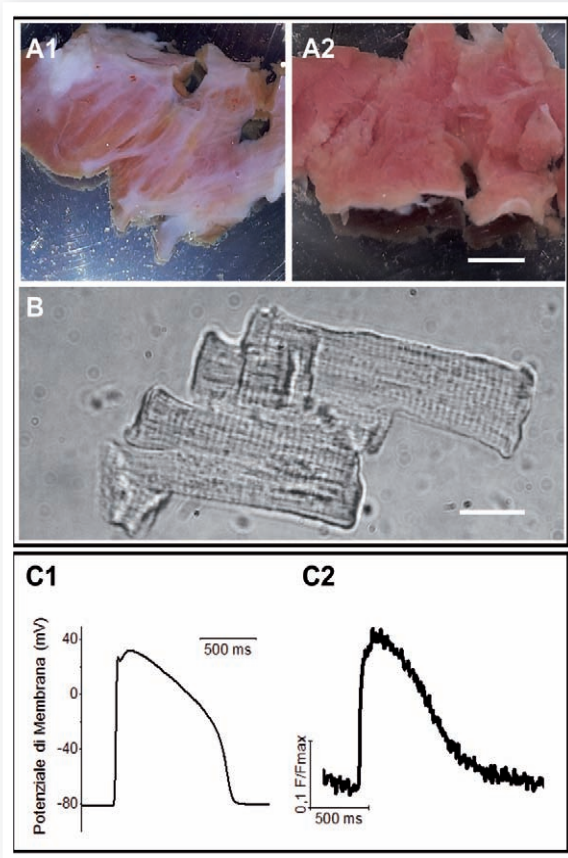 A1
A2
B
C1
C2
Potenziale di Membrana (mV)
40
0
-40
-80
500 ms
0,1 F/Fmax
500 ms